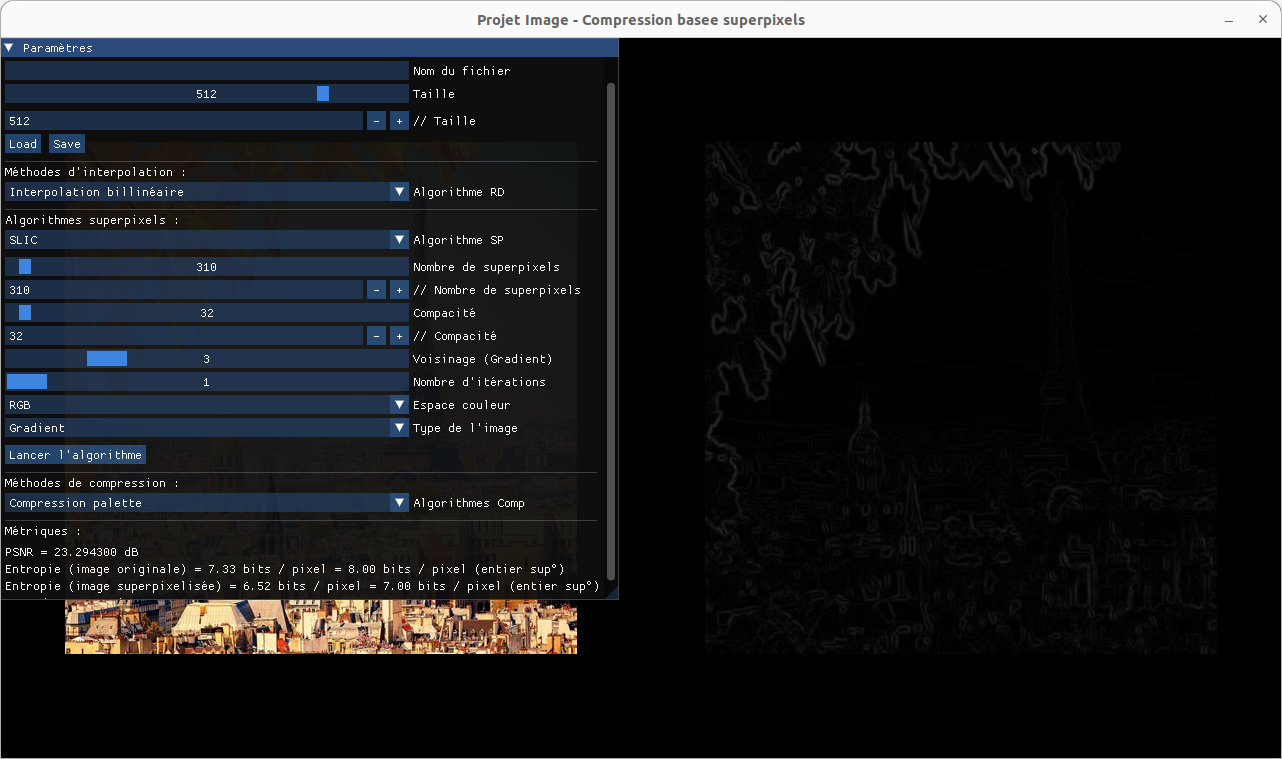 Projet Image - Compression basee superpixels
Paramètres
Nom du fichier
512 Taille
512 - + // Taille
Load Save
Méthodes d'interpolation :
Interpolation billinéaire Algorithme RD
Algorithmes superpixels :
SLIC Algorithme SP
310 Nombre de superpixels
310 - + // Nombre de superpixels
32 Compacité
32 - + // Compacité
3 Voisinage (Gradient)
1 Nombre d'itérations
RGB Espace couleur
Gradient Type de l'image
Lancer l'algorithme
Méthodes de compression :
Compression palette Algorithmes Comp
Métriques :
PSNR = 23.294300 dB
Entropie (image originale) = 7.33 bits / pixel = 8.00 bits / pixel (entier sup°)
Entropie (image superpixelisée) = 6.52 bits / pixel = 7.00 bits / pixel (entier sup°)